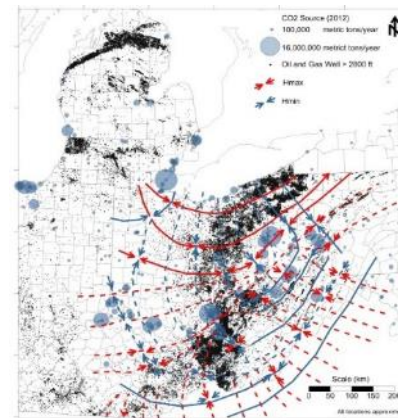 CO2 Source (2012)
100,000 metric tons/year
16,000,000 metric tons/year
Oil and Gas Well > 2800 ft
Hmax
Hmin
N
Scale (km)
0 50 100 150 200
All locations approximate